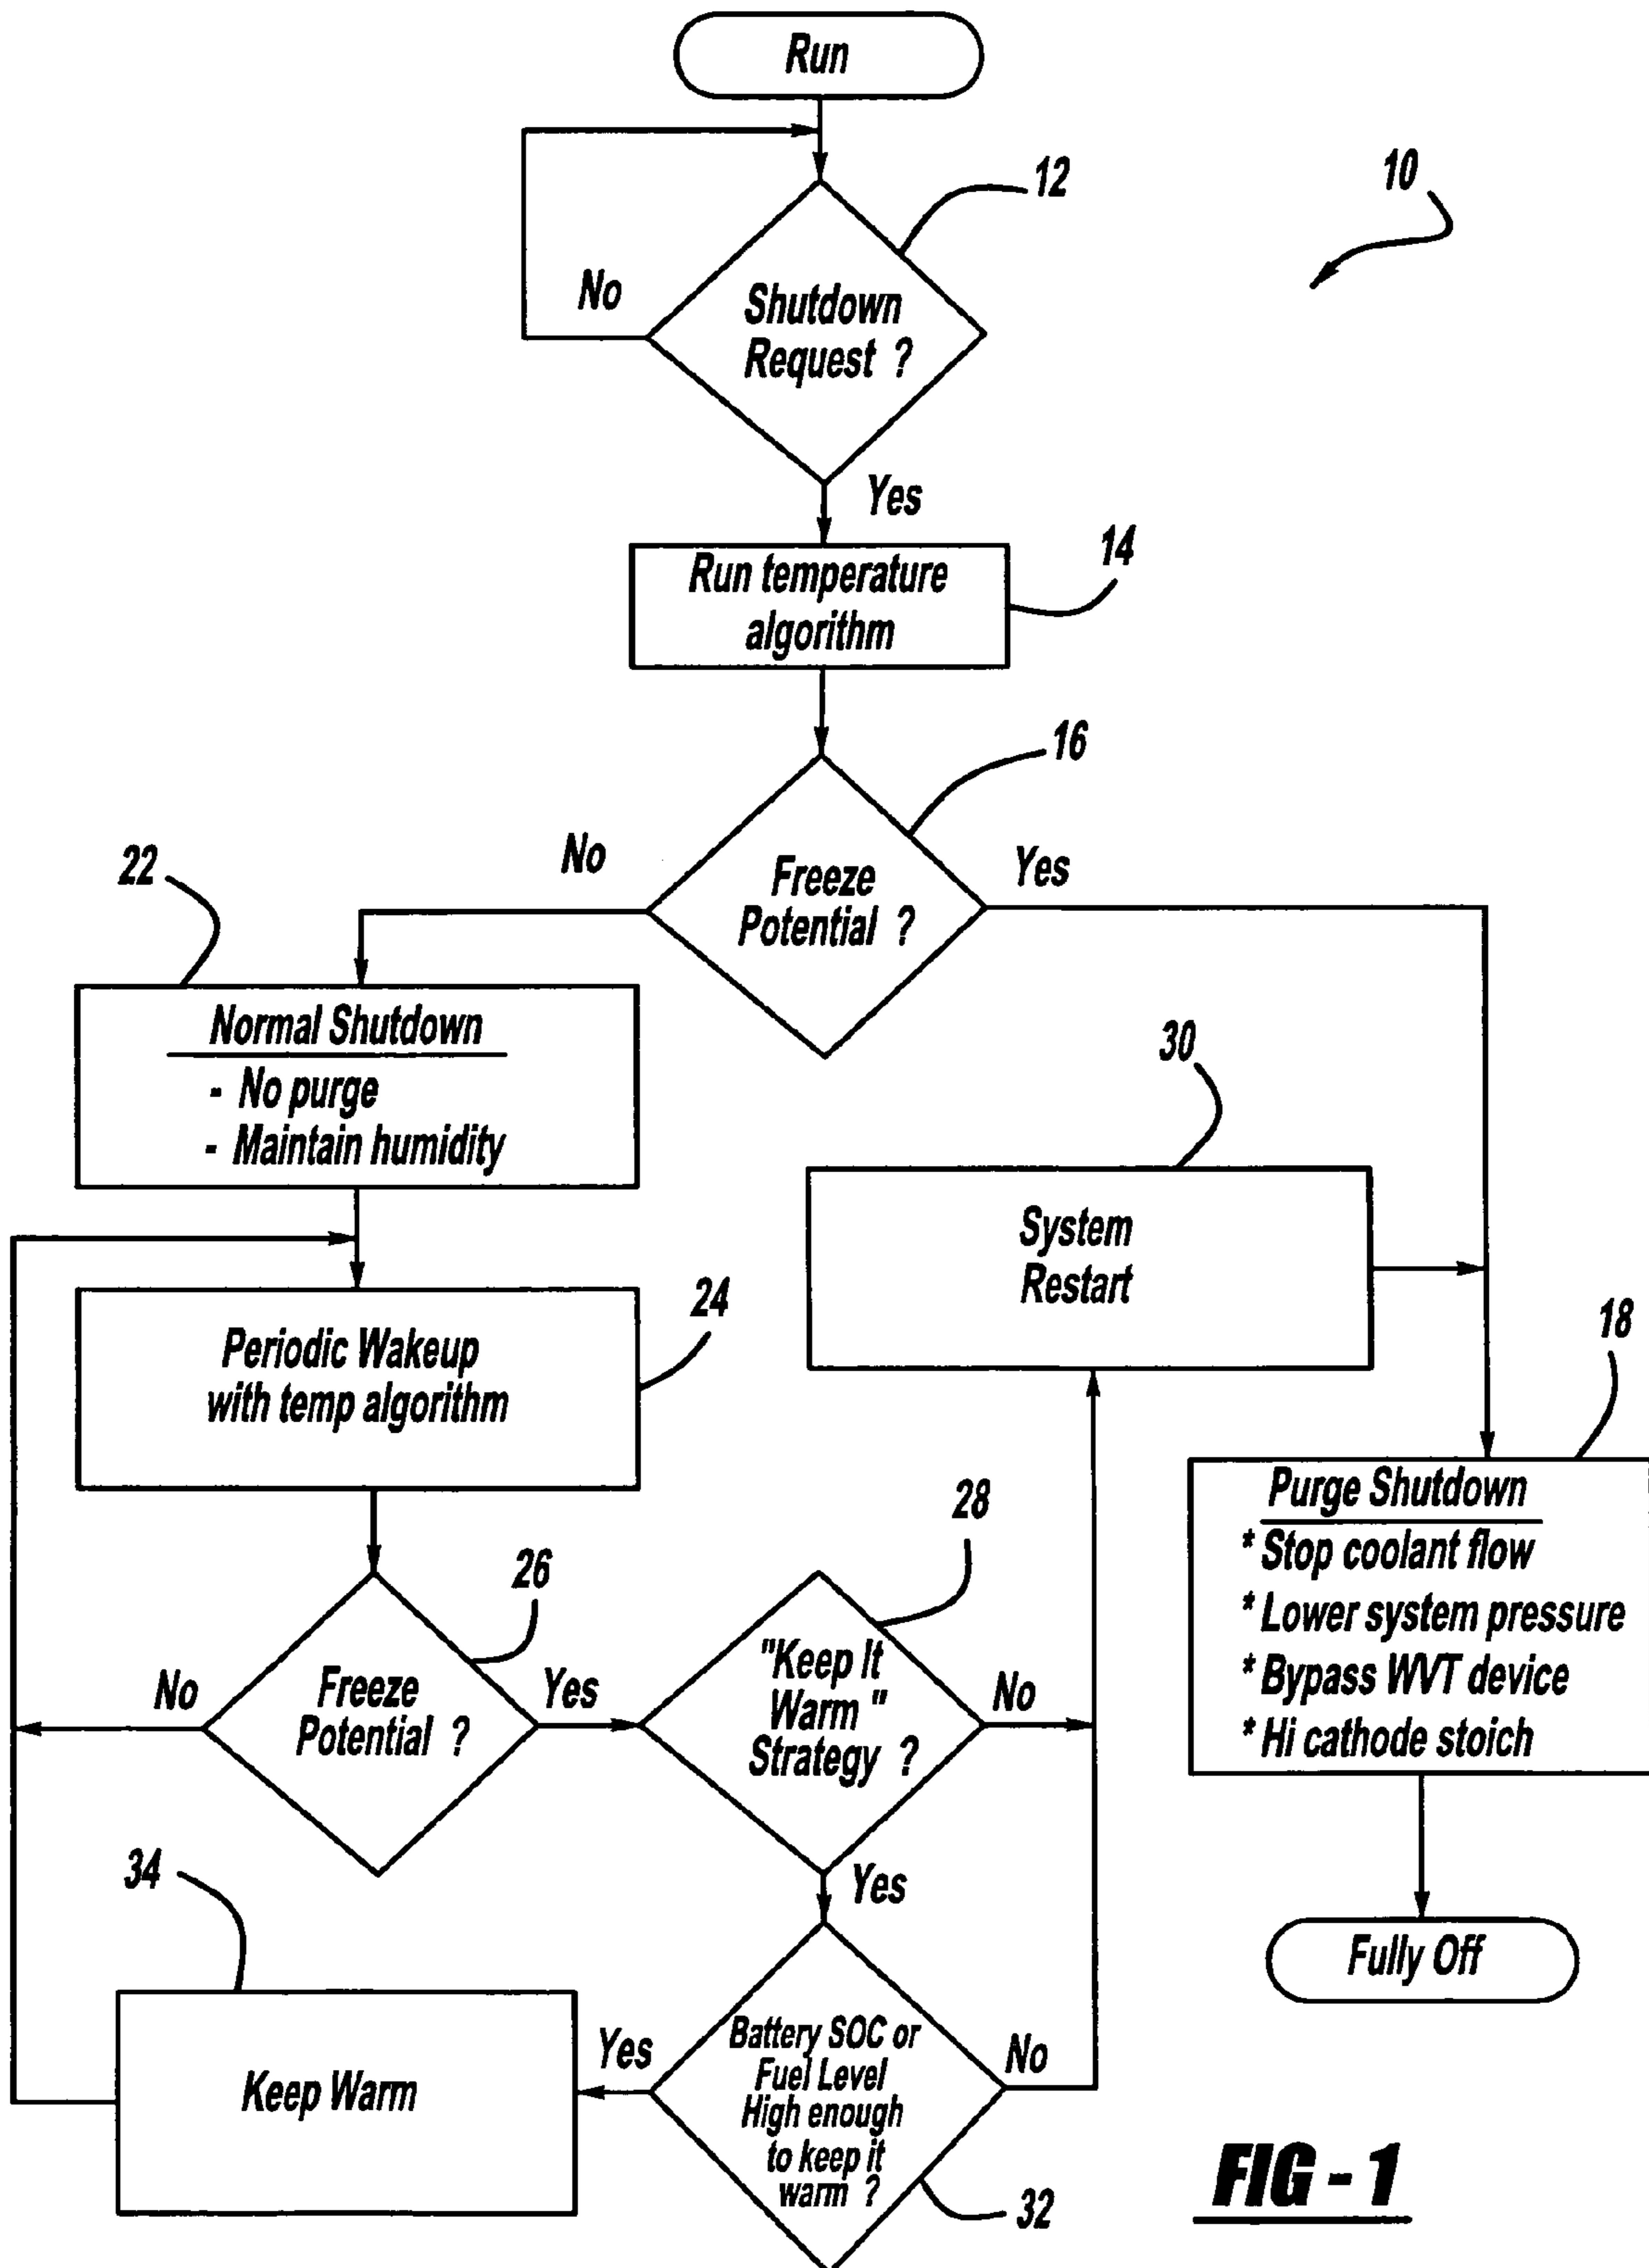 Run
12
10
No
Shutdown
Request ?
Yes
14
Run temperature
algorithm
16
22
No
Freeze
Potential ?
Yes
Normal Shutdown
- No purge
- Maintain humidity
30
System
Restart
24
Periodic Wakeup
with temp algorithm
18
Purge Shutdown
* Stop coolant flow
* Lower system pressure
* Bypass WVT device
* Hi cathode stoich
28
26
No
Freeze
Potential ?
Yes
"Keep It
Warm "
Strategy ?
No
Yes
34
Fully Off
Keep Warm
Yes
Battery SOC or
Fuel Level
High enough
to keep it
warm ?
No
32
FIG - 1